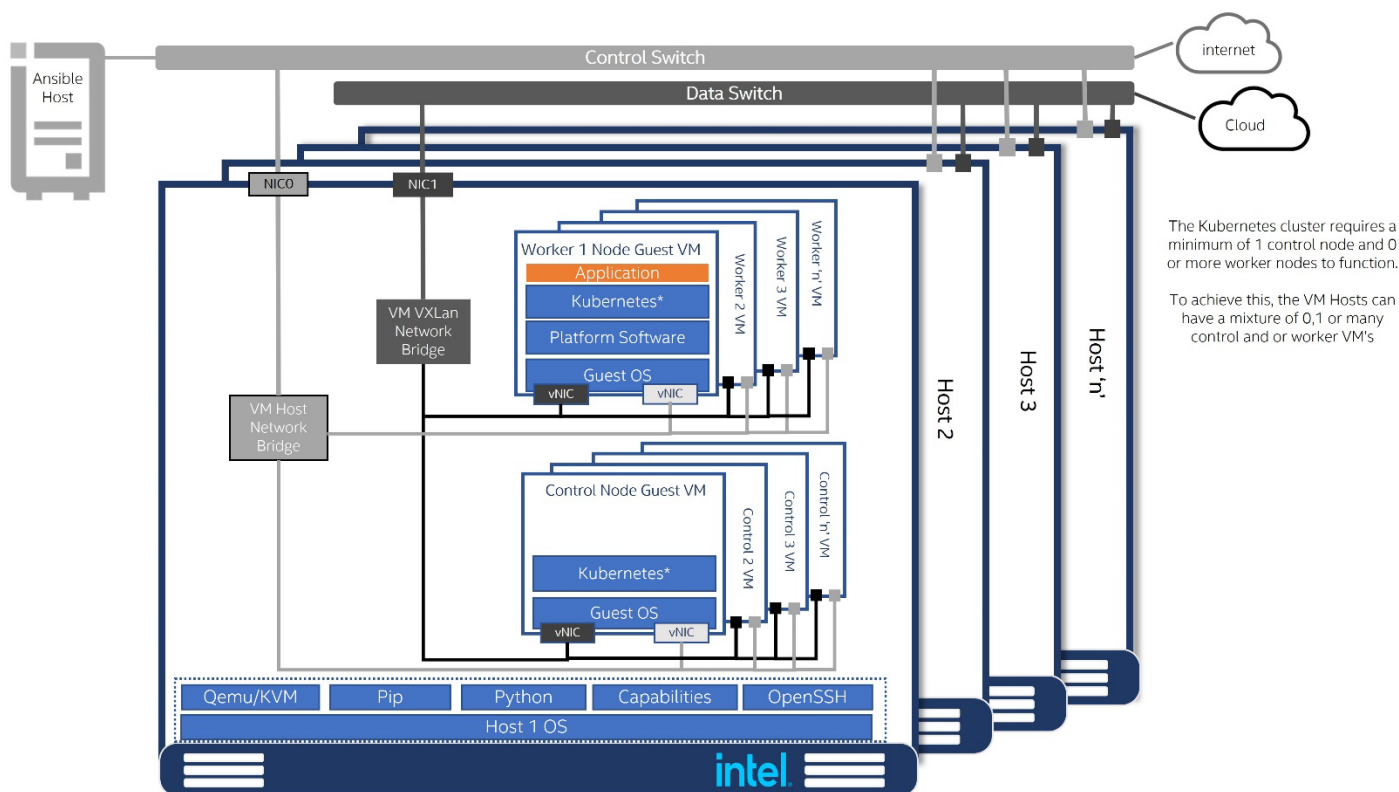 Control Switch
internet
Ansible
Host
Data Switch
Cloud
NIC0
NIC1
The Kubernetes cluster requires a
minimum of 1 control node and 0
or more worker nodes to function.
To achieve this, the VM Hosts can
have a mixture of 0,1 or many
control and or worker VM's
Worker 1 Node Guest VM
Application
Kubernetes*
Platform Software
Guest OS
vNIC
vNIC
Worker 2 VM
Worker 3 VM
Worker 'n' VM
VM VXLan
Network
Bridge
VM Host
Network
Bridge
Host 2
Host 3
Host 'n'
Control Node Guest VM
Kubernetes*
Guest OS
vNIC
vNIC
Control 2 VM
Control 3 VM
Control 'n' VM
Qemu/KVM
Pip
Python
Capabilities
OpenSSH
Host 1 OS
intel.